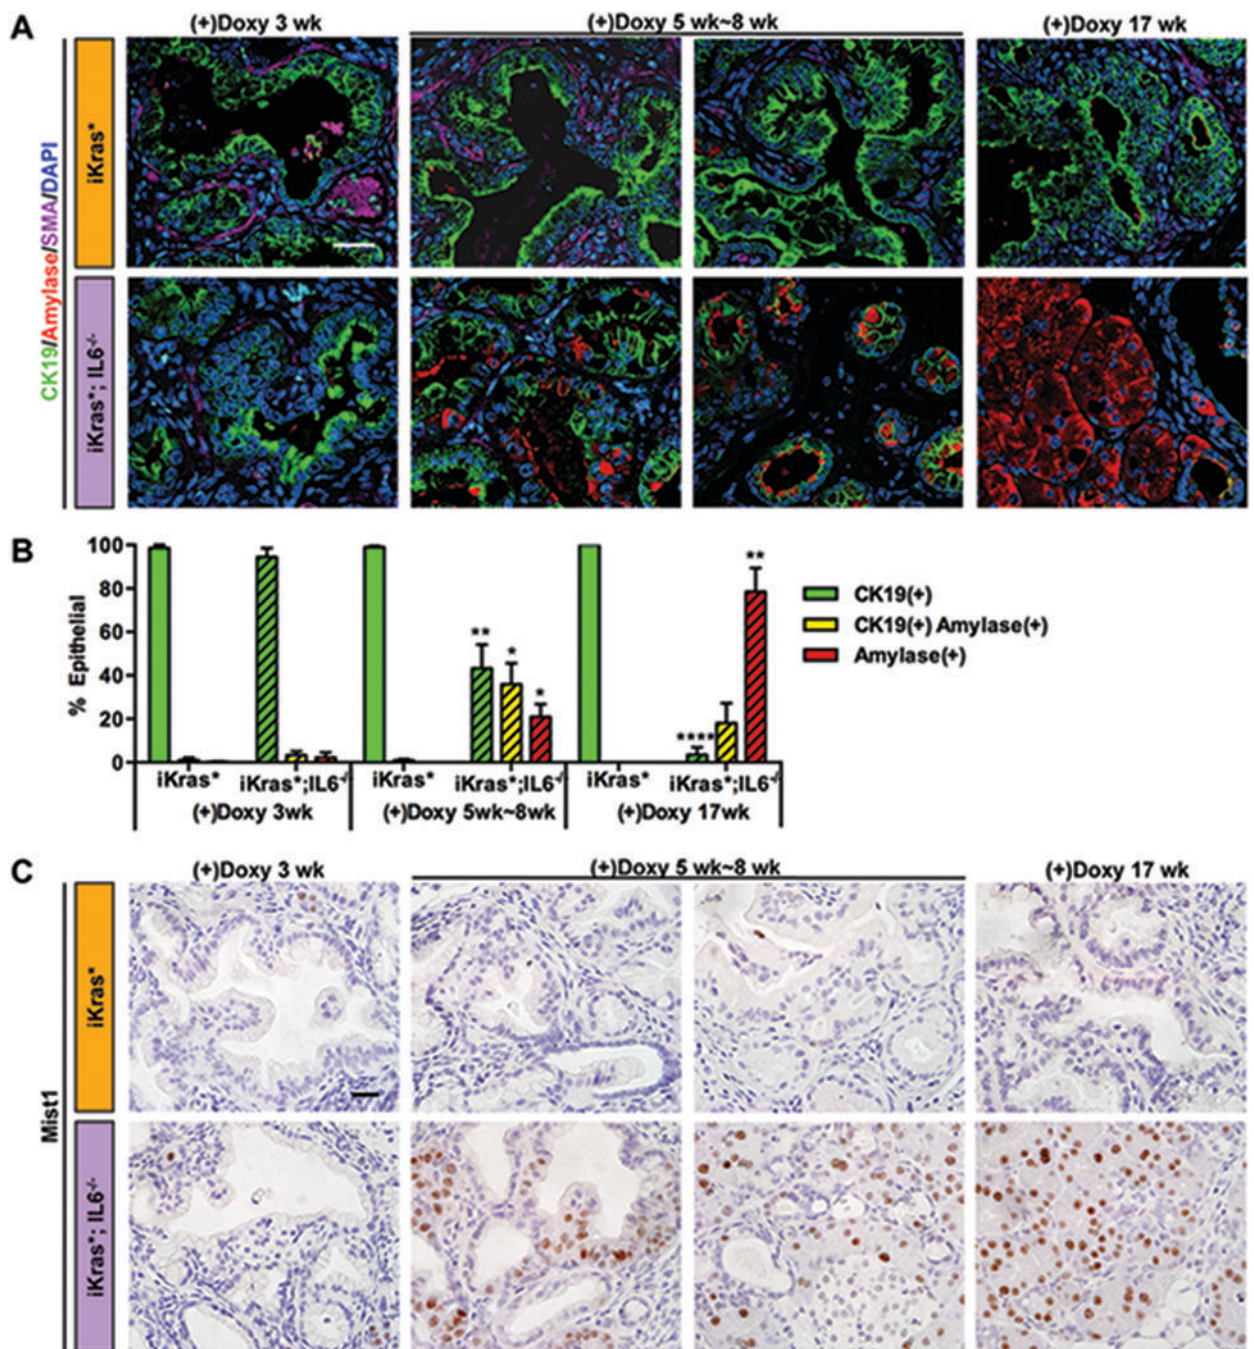 A
(+)Doxy 3 wk
(+)Doxy 5 wk~8 wk
(+)Doxy 17 wk
CK19/Amylase/SMA/DAPI
iKras*
iKras*; IL6-/-
B
% Epithelial
100
80
60
40
20
0
**
*
*
****
**
CK19(+)
CK19(+) Amylase(+)
Amylase(+)
iKras* iKras*;IL6-/- iKras* iKras*;IL6-/- iKras* iKras*;IL6-/-
(+)Doxy 3wk (+)Doxy 5wk~8wk (+)Doxy 17wk
C
(+)Doxy 3 wk
(+)Doxy 5 wk~8 wk
(+)Doxy 17 wk
Mist1
iKras*
iKras*; IL6-/-